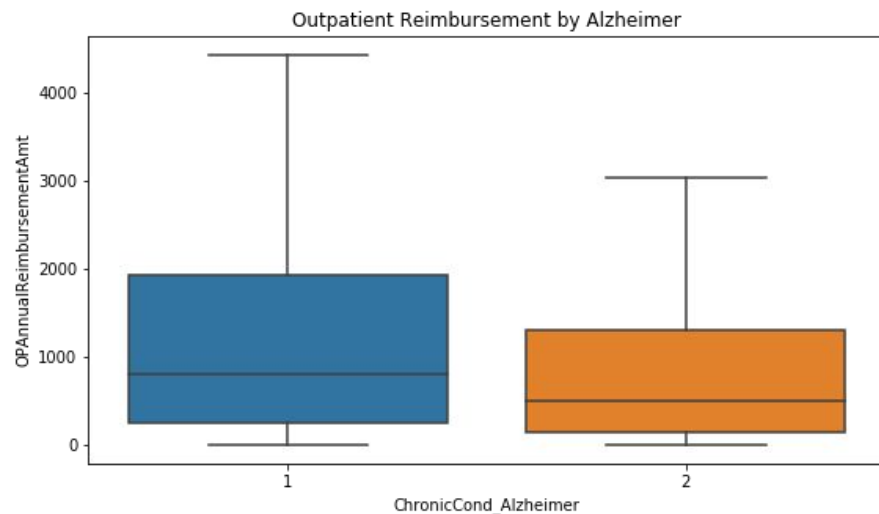 Outpatient Reimbursement by Alzheimer
OPAnnualReimbursementAmt
4000
3000
2000
1000
0
1 2
ChronicCond_Alzheimer